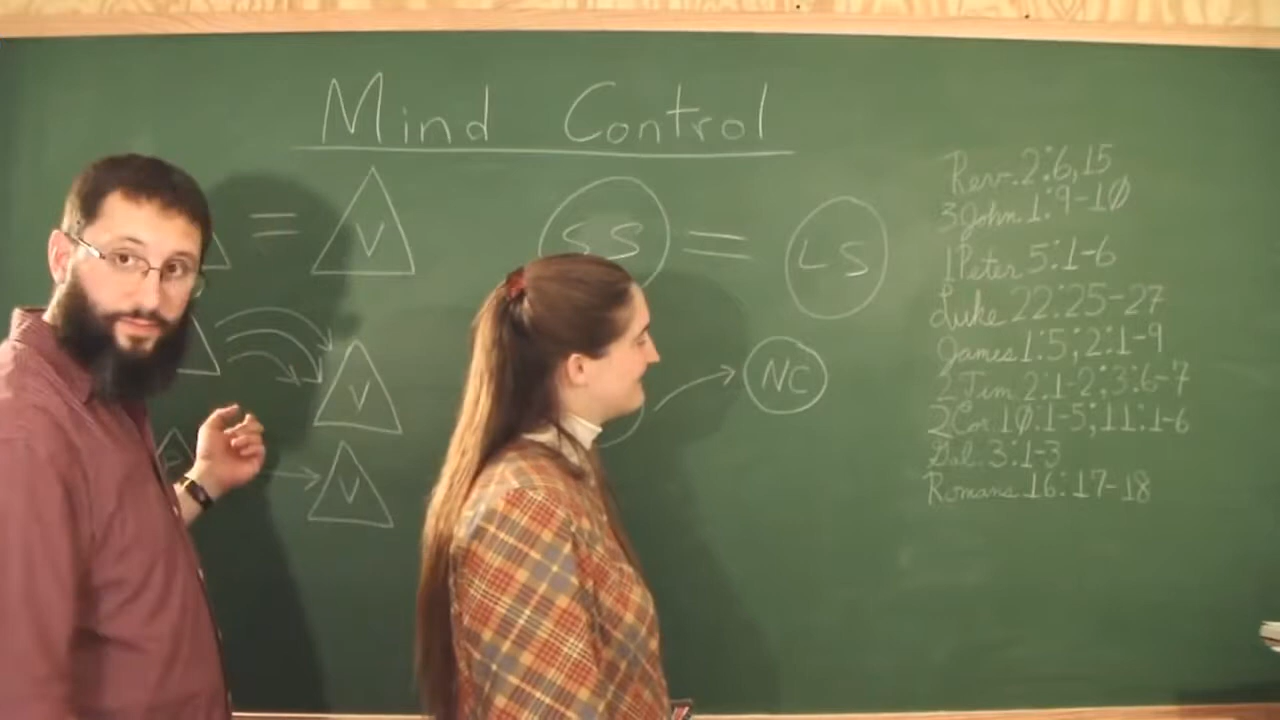 Mind Control
= V
SS = LS
V
NC
V
Rev. 2:6,15
3John 1:9-10
1Peter 5:1-6
Luke 22:25-27
James 1:5; 2:1-9
2 Tim. 2:1-2; 3:6-7
2Cor. 10:1-5; 11:1-6
Gal. 3:1-3
Romans 16:17-18